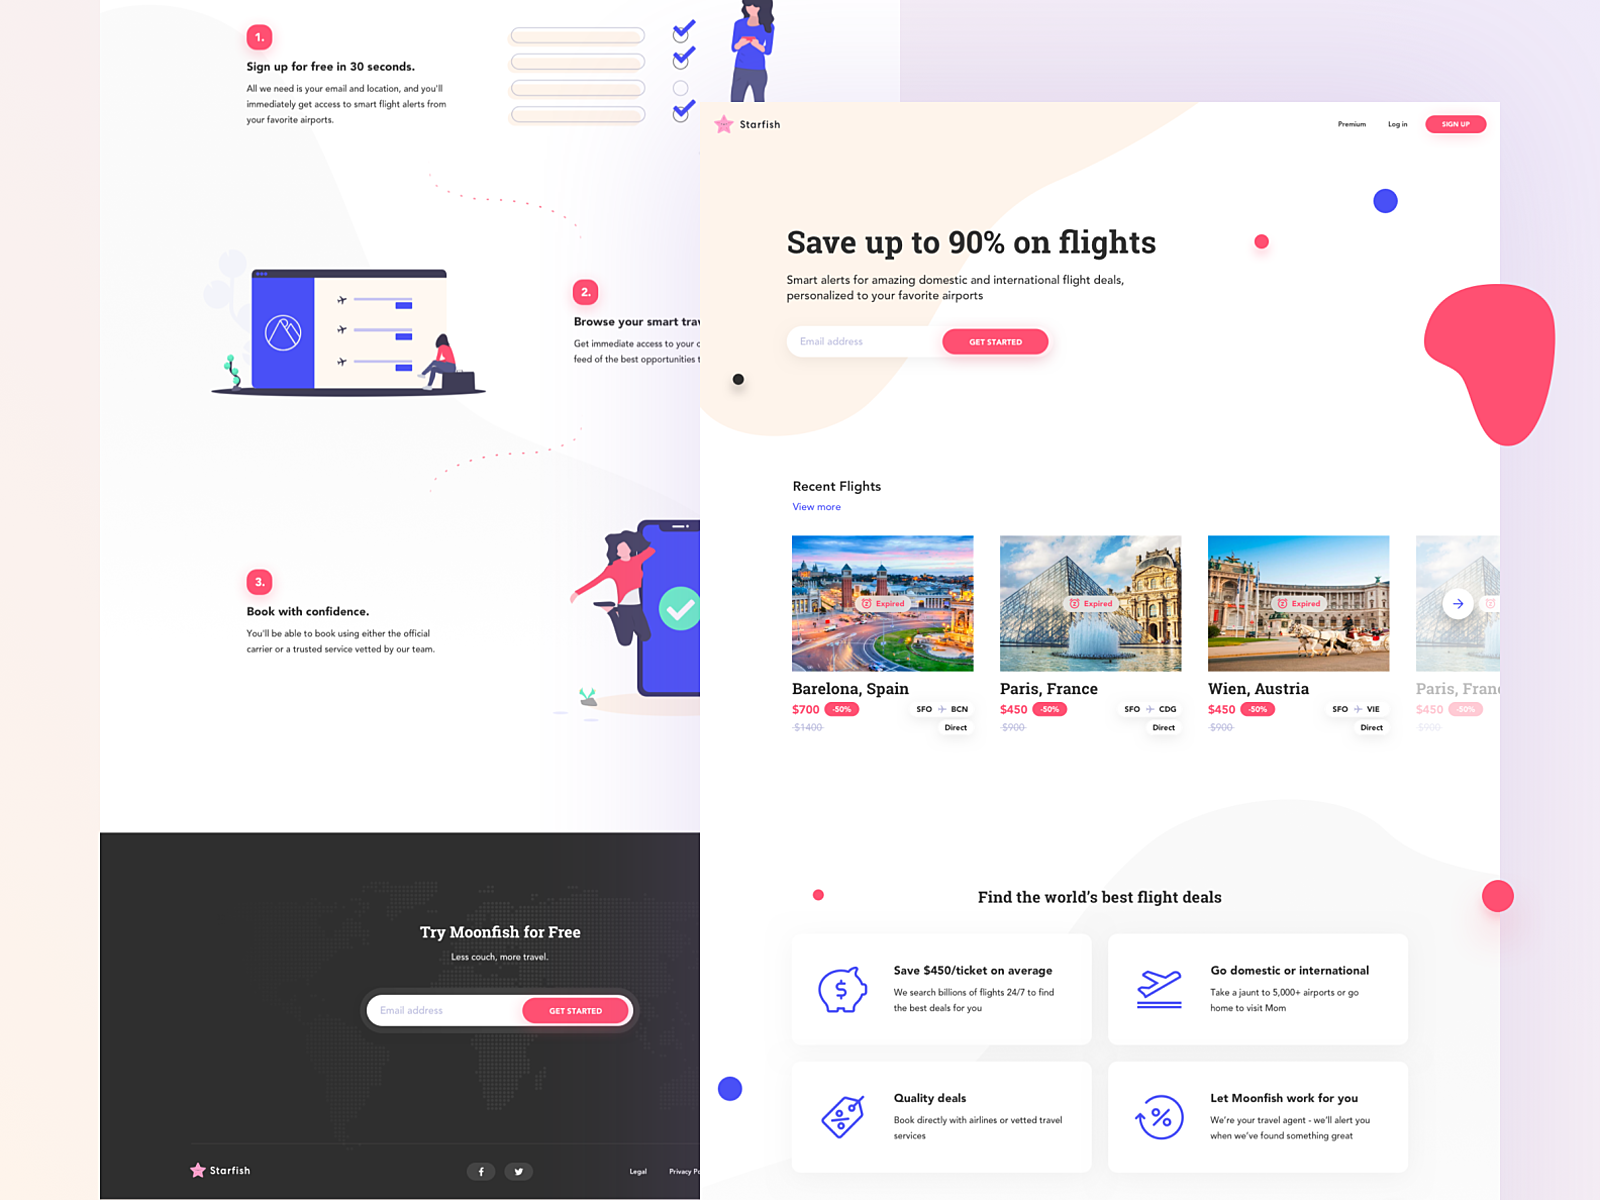 1.
Sign up for free in 30 seconds.
All we need is your email and location, and you'll
immediately get access to smart flight alerts from
your favorite airports.
2.
Browse your smart
Get immediate access to your
feed of the best opportunities
3.
Book with confidence.
You'll be able to book using either the official
carrier or a trusted service vetted by our team.
Try Moonfish for Free
Less couch, more travel.
Email address
GET STARTED
Starfish
Legal
Privacy
Starfish
Premium
Log in
SIGN UP
Save up to 90% on flights
Smart alerts for amazing domestic and international flight deals,
personalized to your favorite airports
Email address
GET STARTED
Recent Flights
View more
Expired
Barelona, Spain
$700
-50%
SFO
BCN
$1400
Direct
Expired
Paris, France
$450
-50%
SFO
CDG
$900
Direct
Expired
Wien, Austria
$450
-50%
SFO
VIE
$900
Direct
Paris, Franc
$450
-50%
$900
Find the world's best flight deals
Save $450/ticket on average
We search billions of flights 24/7 to find
the best deals for you
Go domestic or international
Take a jaunt to 5,000+ airports or go
home to visit Mom
Quality deals
Book directly with airlines or vetted travel
services
Let Moonfish work for you
We're your travel agent - we'll alert you
when we've found something great